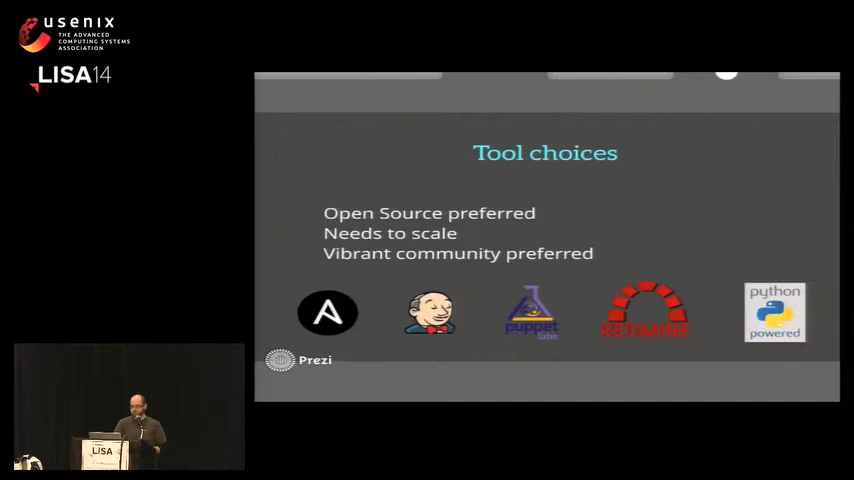 usenix
THE ADVANCED
COMPUTING SYSTEMS
ASSOCIATION
LISA14
Tool choices
Open Source preferred
Needs to scale
Vibrant community preferred
puppet
labs
REDMINE
python
powered
Prezi
LISA